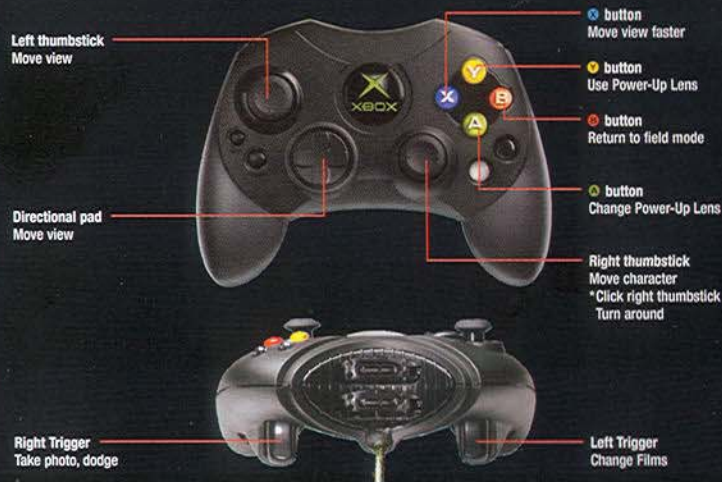 Left thumbstick
Move view
Directional pad
Move view
XBOX
Y
X
B
A
X button
Move view faster
Y button
Use Power-Up Lens
B button
Return to field mode
A button
Change Power-Up Lens
Right thumbstick
Move character
*Click right thumbstick
Turn around
Right Trigger
Take photo, dodge
Left Trigger
Change Films